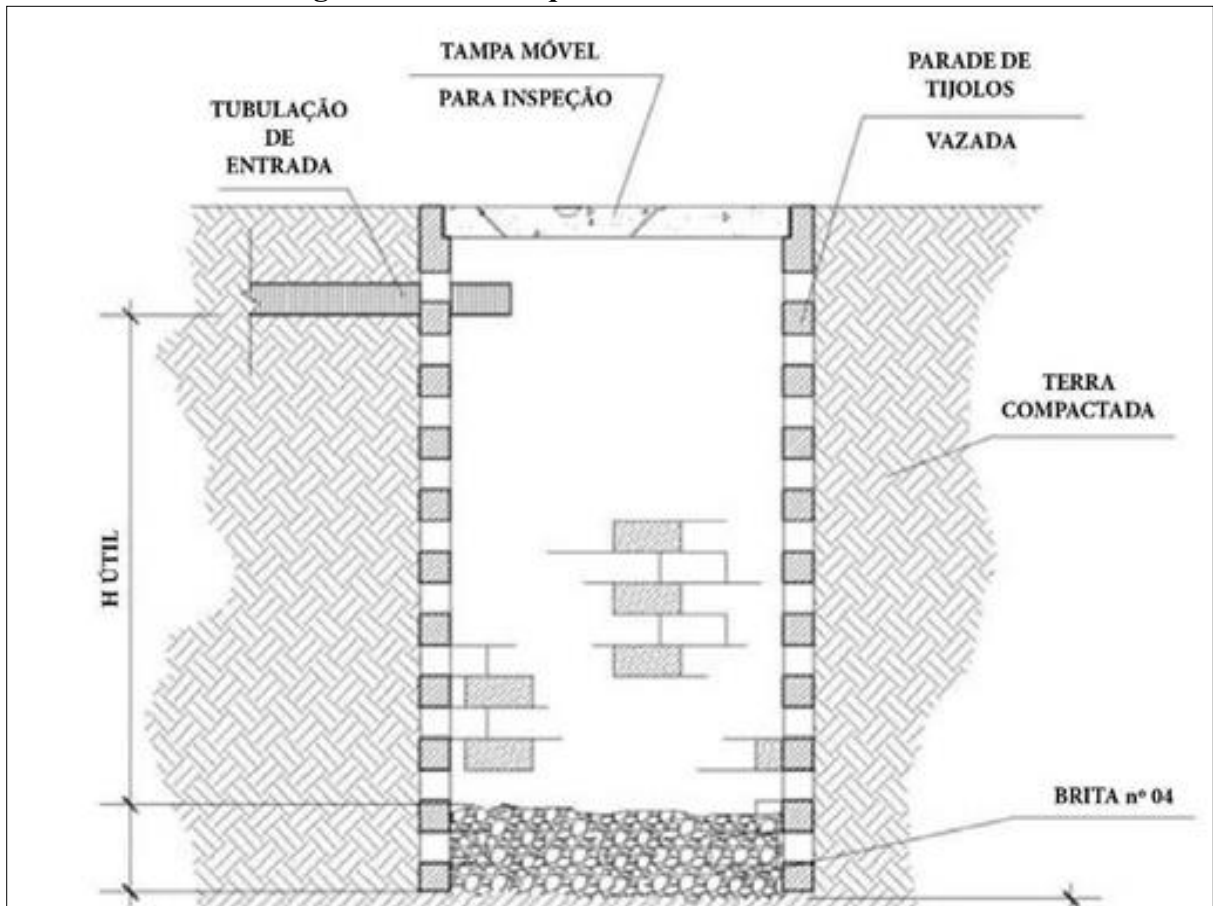 TAMPA MÓVEL
PARA INSPEÇÃO
PARADE DE
TIJOLOS
VAZADA
TUBULAÇÃO
DE
ENTRADA
TERRA
COMPACTADA
H ÚTIL
BRITA nº 04